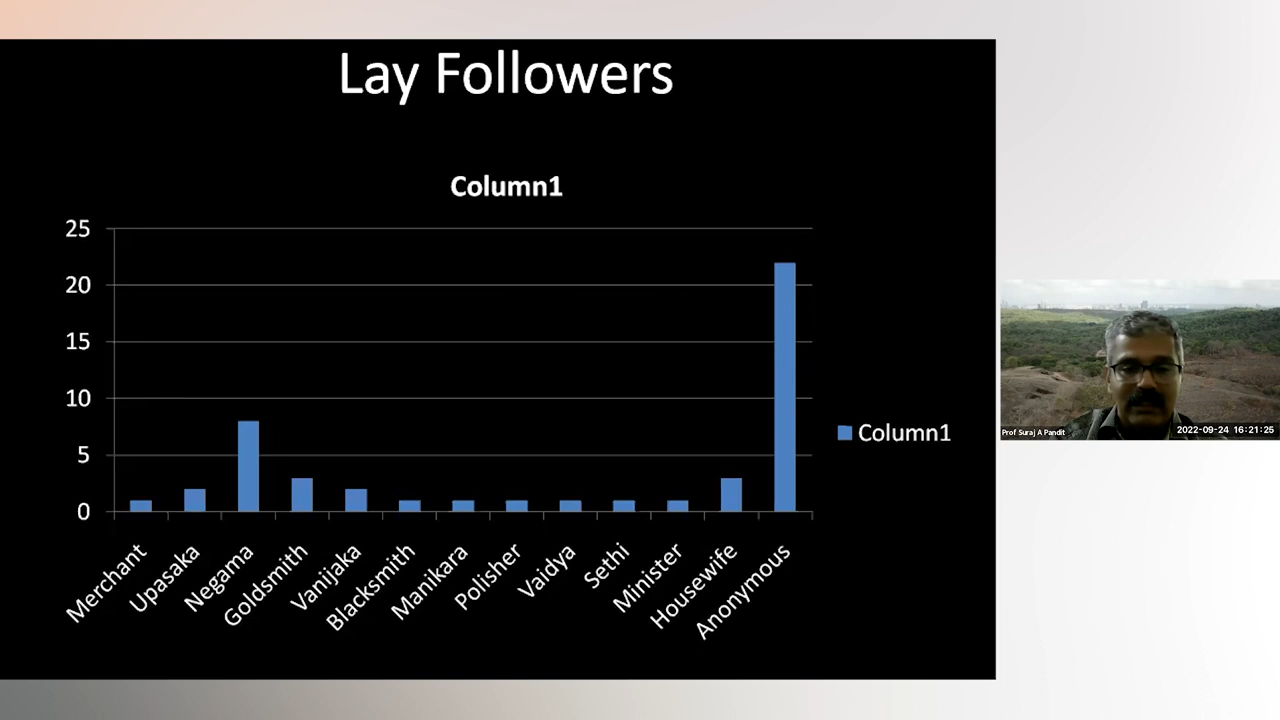 Lay Followers
Column1
25
20
15
10
5
0
Merchant
Upasaka
Negama
Goldsmith
Vanijaka
Blacksmith
Manikara
Polisher
Vaidya
Sethi
Minister
Housewife
Anonymous
Column1
Prof Suraj A Pandit
2022-09-24 16:21:25